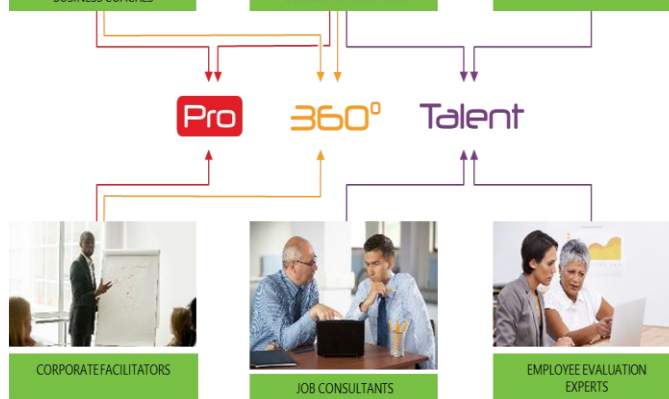 Pro
360°
Talent
CORPORATE FACILITATORS
JOB CONSULTANTS
EMPLOYEE EVALUATION
EXPERTS